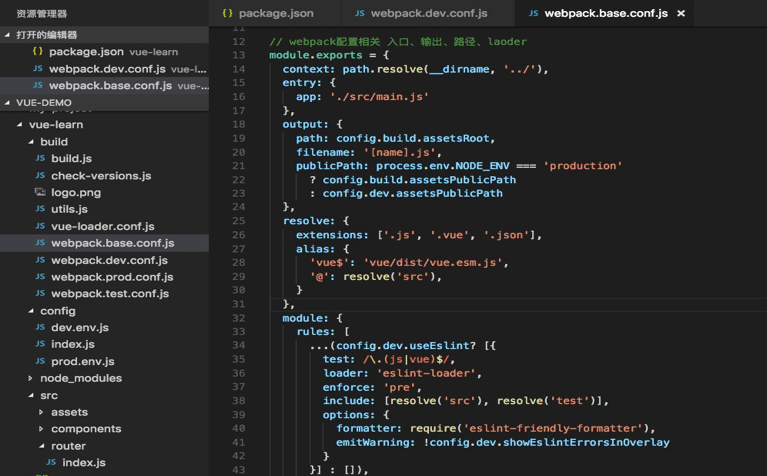 资源管理器
打开的编辑器
package.json vue-learn
JS webpack.dev.conf.js vue-l...
JS webpack.base.conf.js vue-...
VUE-DEMO
vue-learn
build
JS build.js
JS check-versions.js
logo.png
JS utils.js
JS vue-loader.conf.js
JS webpack.base.conf.js
JS webpack.dev.conf.js
JS webpack.prod.conf.js
JS webpack.test.conf.js
config
JS dev.env.js
JS index.js
JS prod.env.js
node_modules
src
assets
components
router
JS index.js
{} package.json
JS webpack.dev.conf.js
JS webpack.base.conf.js ×
11
12 // webpack配置相关 入口、输出、路径、laoder
13 module.exports = {
14 context: path.resolve(__dirname, '../'),
15 entry: {
16 app: './src/main.js'
17 },
18 output: {
19 path: config.build.assetsRoot,
20 filename: '[name].js',
21 publicPath: process.env.NODE_ENV === 'production'
22 ? config.build.assetsPublicPath
23 : config.dev.assetsPublicPath
24 },
25 resolve: {
26 extensions: ['.js', '.vue', '.json'],
27 alias: {
28 'vue$': 'vue/dist/vue.esm.js',
29 '@': resolve('src'),
30 }
31 },
32 module: {
33 rules: [
34 ...(config.dev.useEslint? [{
35 test: /\.(js|vue)$/,
36 loader: 'eslint-loader',
37 enforce: 'pre',
38 include: [resolve('src'), resolve('test')],
39 options: {
40 formatter: require('eslint-friendly-formatter'),
41 emitWarning: !config.dev.showEslintErrorsInOverlay
42 }
43 }] : []),